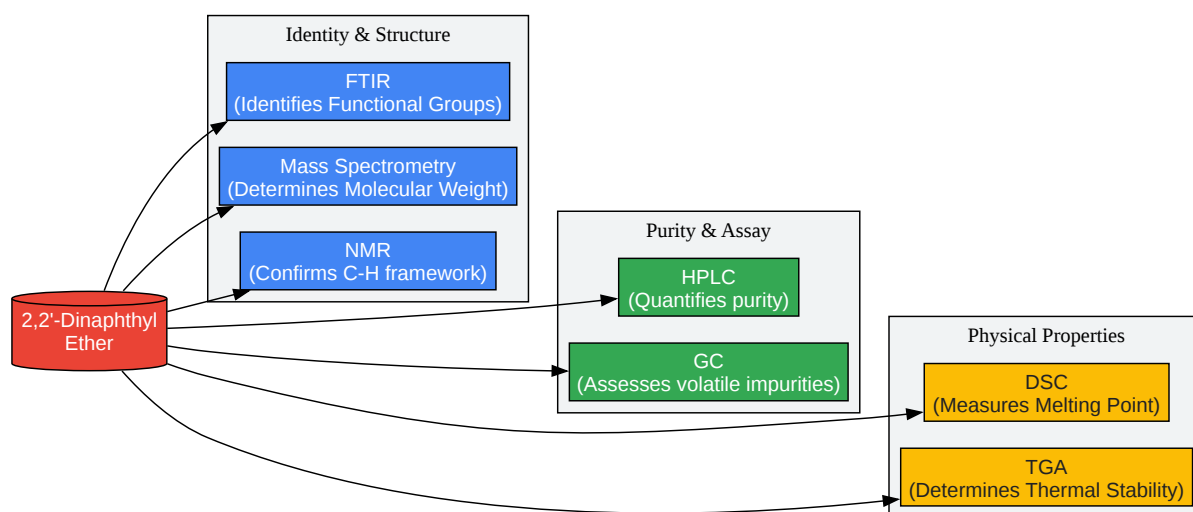 Identity & Structure
FTIR
(Identifies Functional Groups)
Mass Spectrometry
(Determines Molecular Weight)
NMR
(Confirms C-H framework)
2,2'-Dinaphthyl
Ether
Purity & Assay
HPLC
(Quantifies purity)
GC
(Assesses volatile impurities)
Physical Properties
DSC
(Measures Melting Point)
TGA
(Determines Thermal Stability)